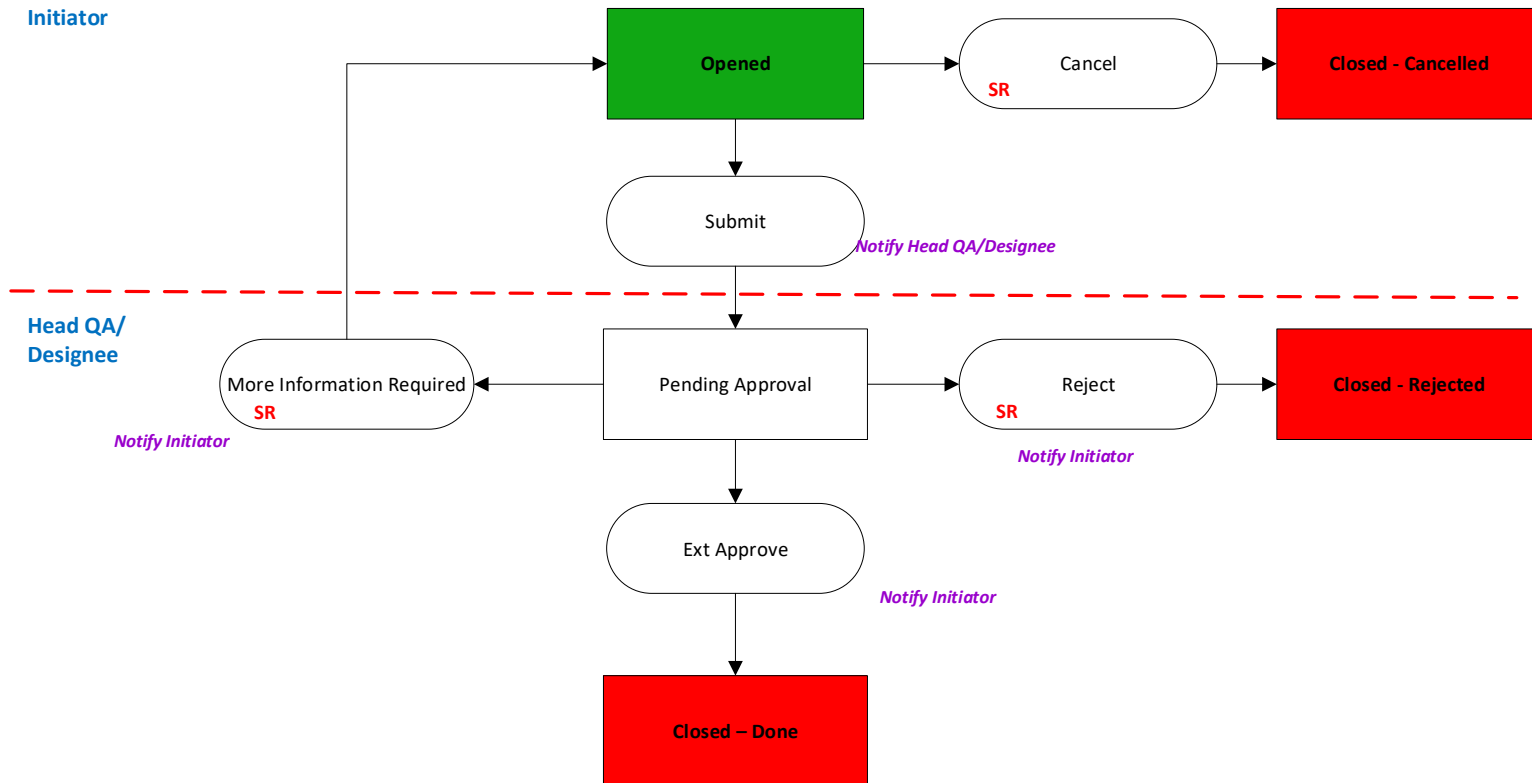 Initiator
Opened
Cancel
SR
Closed - Cancelled
Submit
Notify Head QA/Designee
Head QA/
Designee
More Information Required
SR
Notify Initiator
Pending Approval
Reject
SR
Notify Initiator
Closed - Rejected
Ext Approve
Notify Initiator
Closed – Done